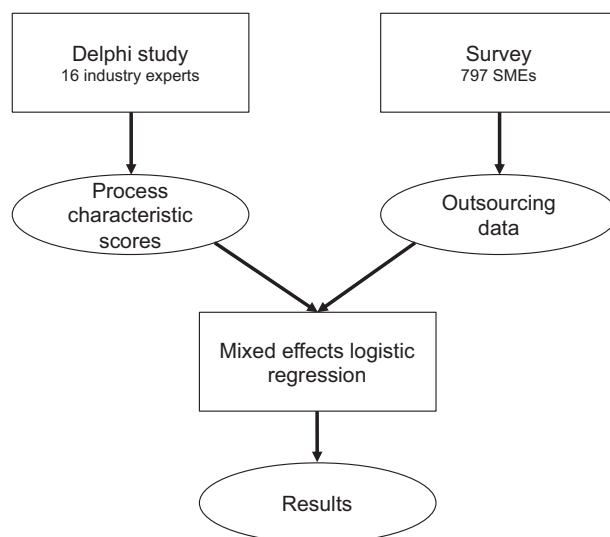 Delphi study
16 industry experts
Survey
797 SMEs
Process
characteristic
scores
Outsourcing
data
Mixed effects logistic
regression
Results